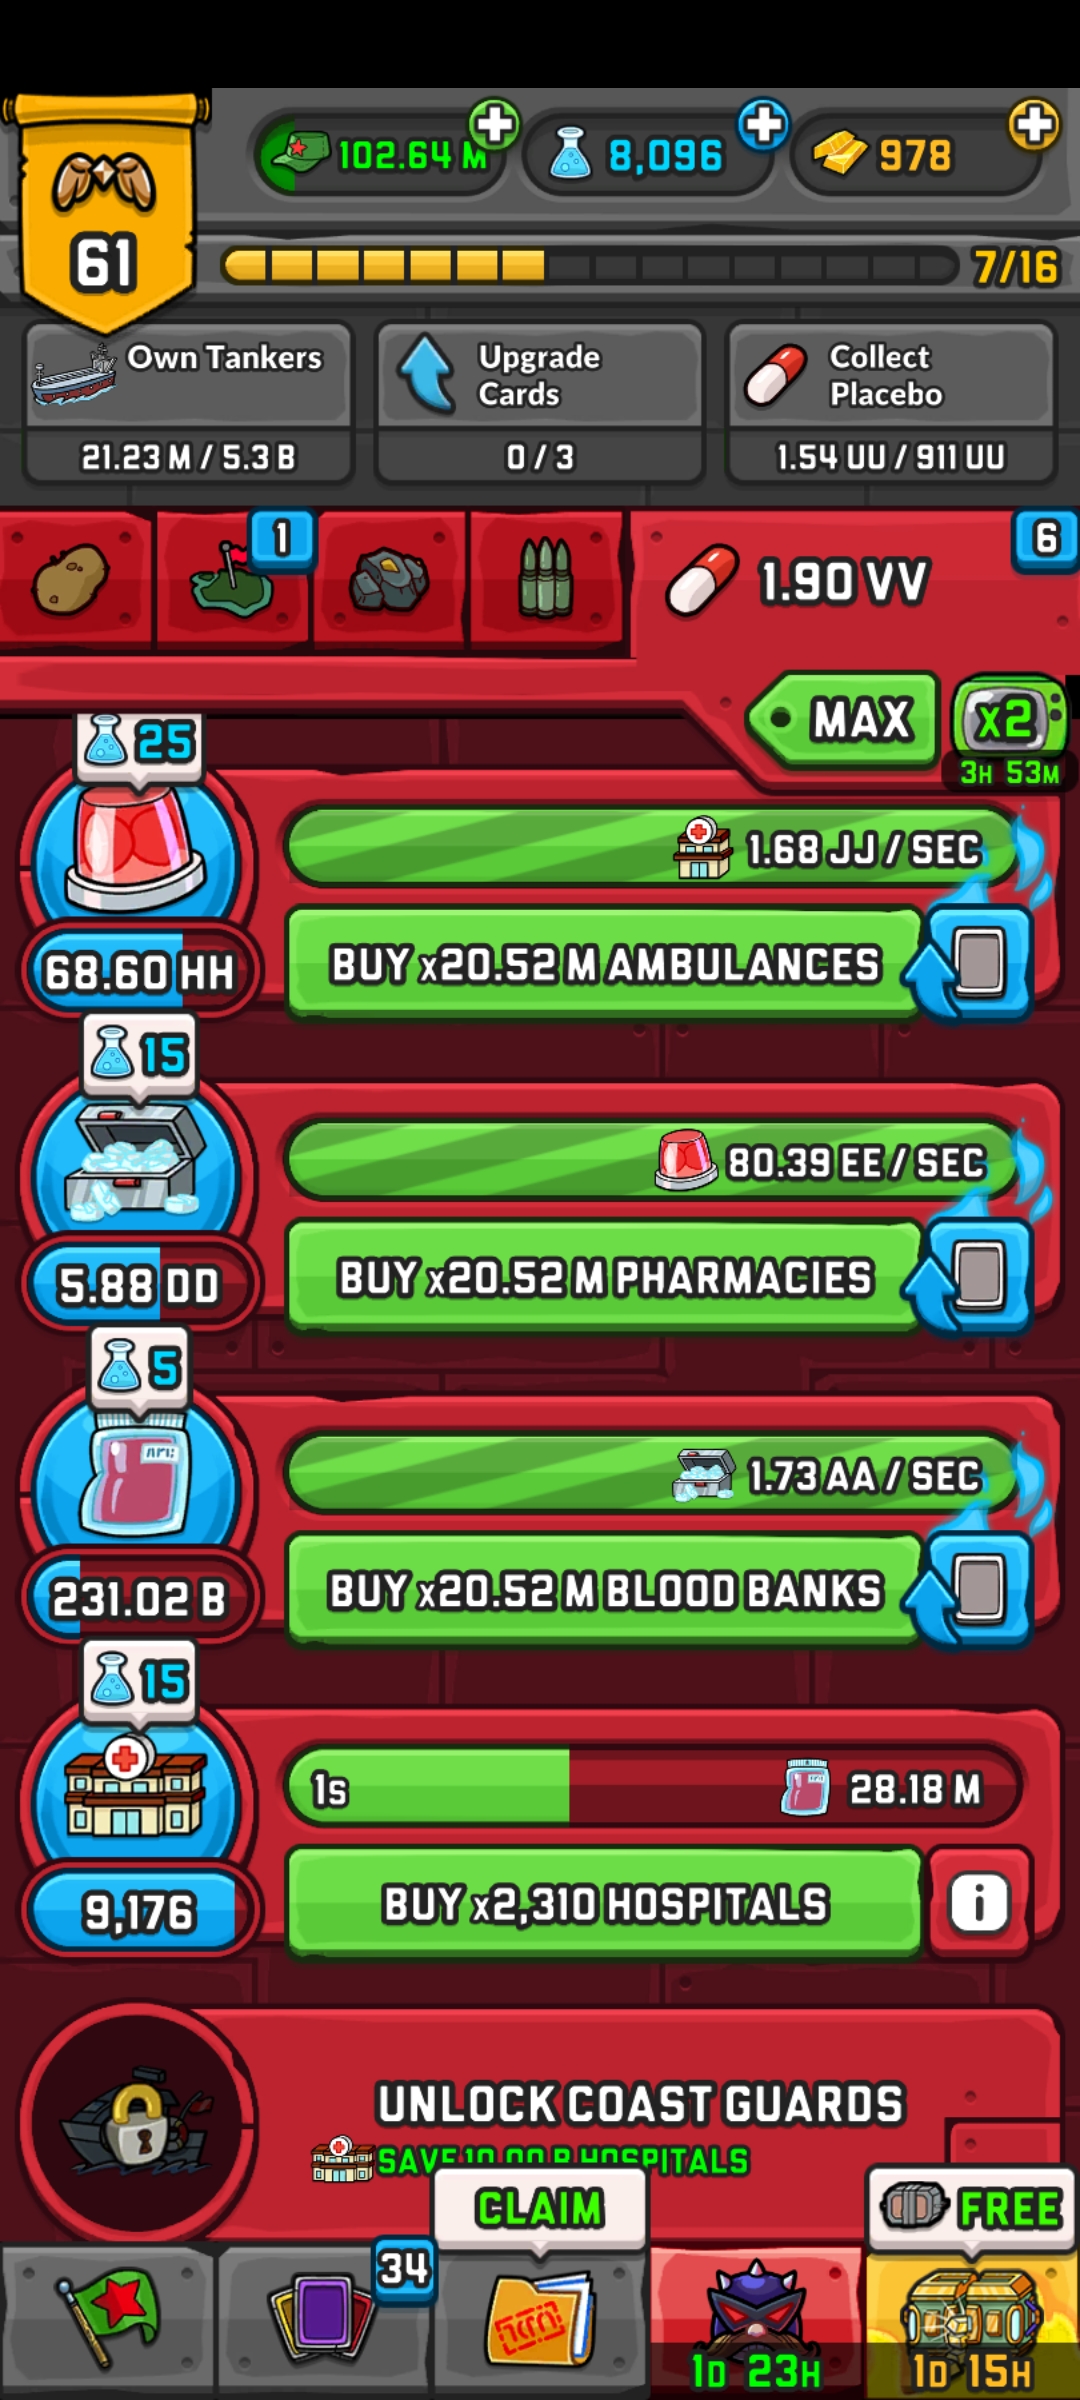 102.64 M
8,096
978
61
7/16
Own Tankers
21.23 M / 5.3 B
Upgrade
Cards
0 / 3
Collect
Placebo
1.54 UU / 911 UU
1
6
1.90 VV
MAX
x2
3H 53M
25
1.68 JJ / SEC
68.60 HH
BUY x20.52 M AMBULANCES
15
80.39 EE / SEC
5.88 DD
BUY x20.52 M PHARMACIES
5
1.73 AA / SEC
231.02 B
BUY x20.52 M BLOOD BANKS
15
1s
28.18 M
9,176
BUY x2,310 HOSPITALS
i
UNLOCK COAST GUARDS
SAVE 10.00 B HOSPITALS
CLAIM
FREE
34
1D 23H
1D 15H